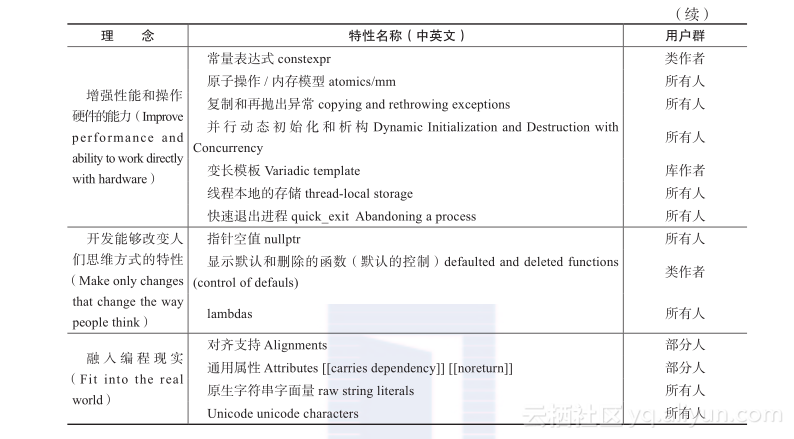 （续）
理 念 特性名称（中英文） 用户群
常量表达式 constexpr 类作者
原子操作 / 内存模型 atomics/mm 所有人
增强性能和操作
硬件的能力（Improve
performance and
ability to work directly
with hardware）
复制和再抛出异常 copying and rethrowing exceptions 所有人
并行动态初始化和析构 Dynamic Initialization and Destruction with
Concurrency 所有人
变长模板 Variadic template 库作者
线程本地的存储 thread-local storage 所有人
快速退出进程 quick_exit Abandoning a process 所有人
开发能够改变人
们思维方式的特性
（Make only changes
that change the way
people think）
指针空值 nullptr 所有人
显示默认和删除的函数（默认的控制）defaulted and deleted functions
(control of defauls) 类作者
lambdas 所有人
融入编程现实
（Fit into the real
world）
对齐支持 Alignments 部分人
通用属性 Attributes [[carries dependency]] [[noreturn]] 部分人
原生字符串字面量 raw string literals 所有人
Unicode unicode characters 所有人
云栖社区 yq.aliyun.com